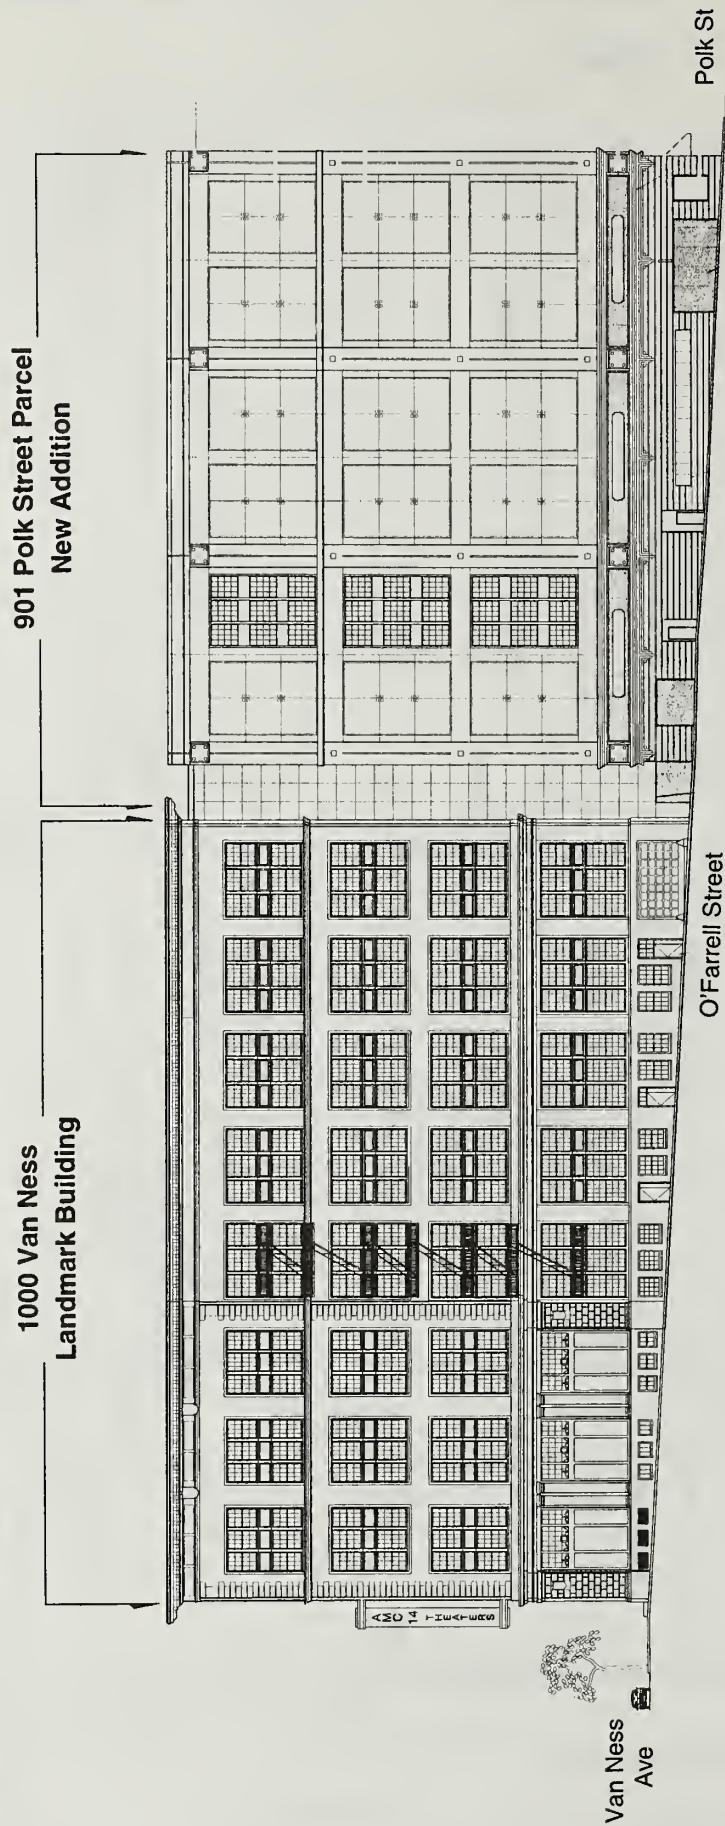 1000 Van Ness
Landmark Building
901 Polk Street Parcel
New Addition
AMC
14
THEATERS
Van Ness
Ave
O'Farrell Street
Polk St